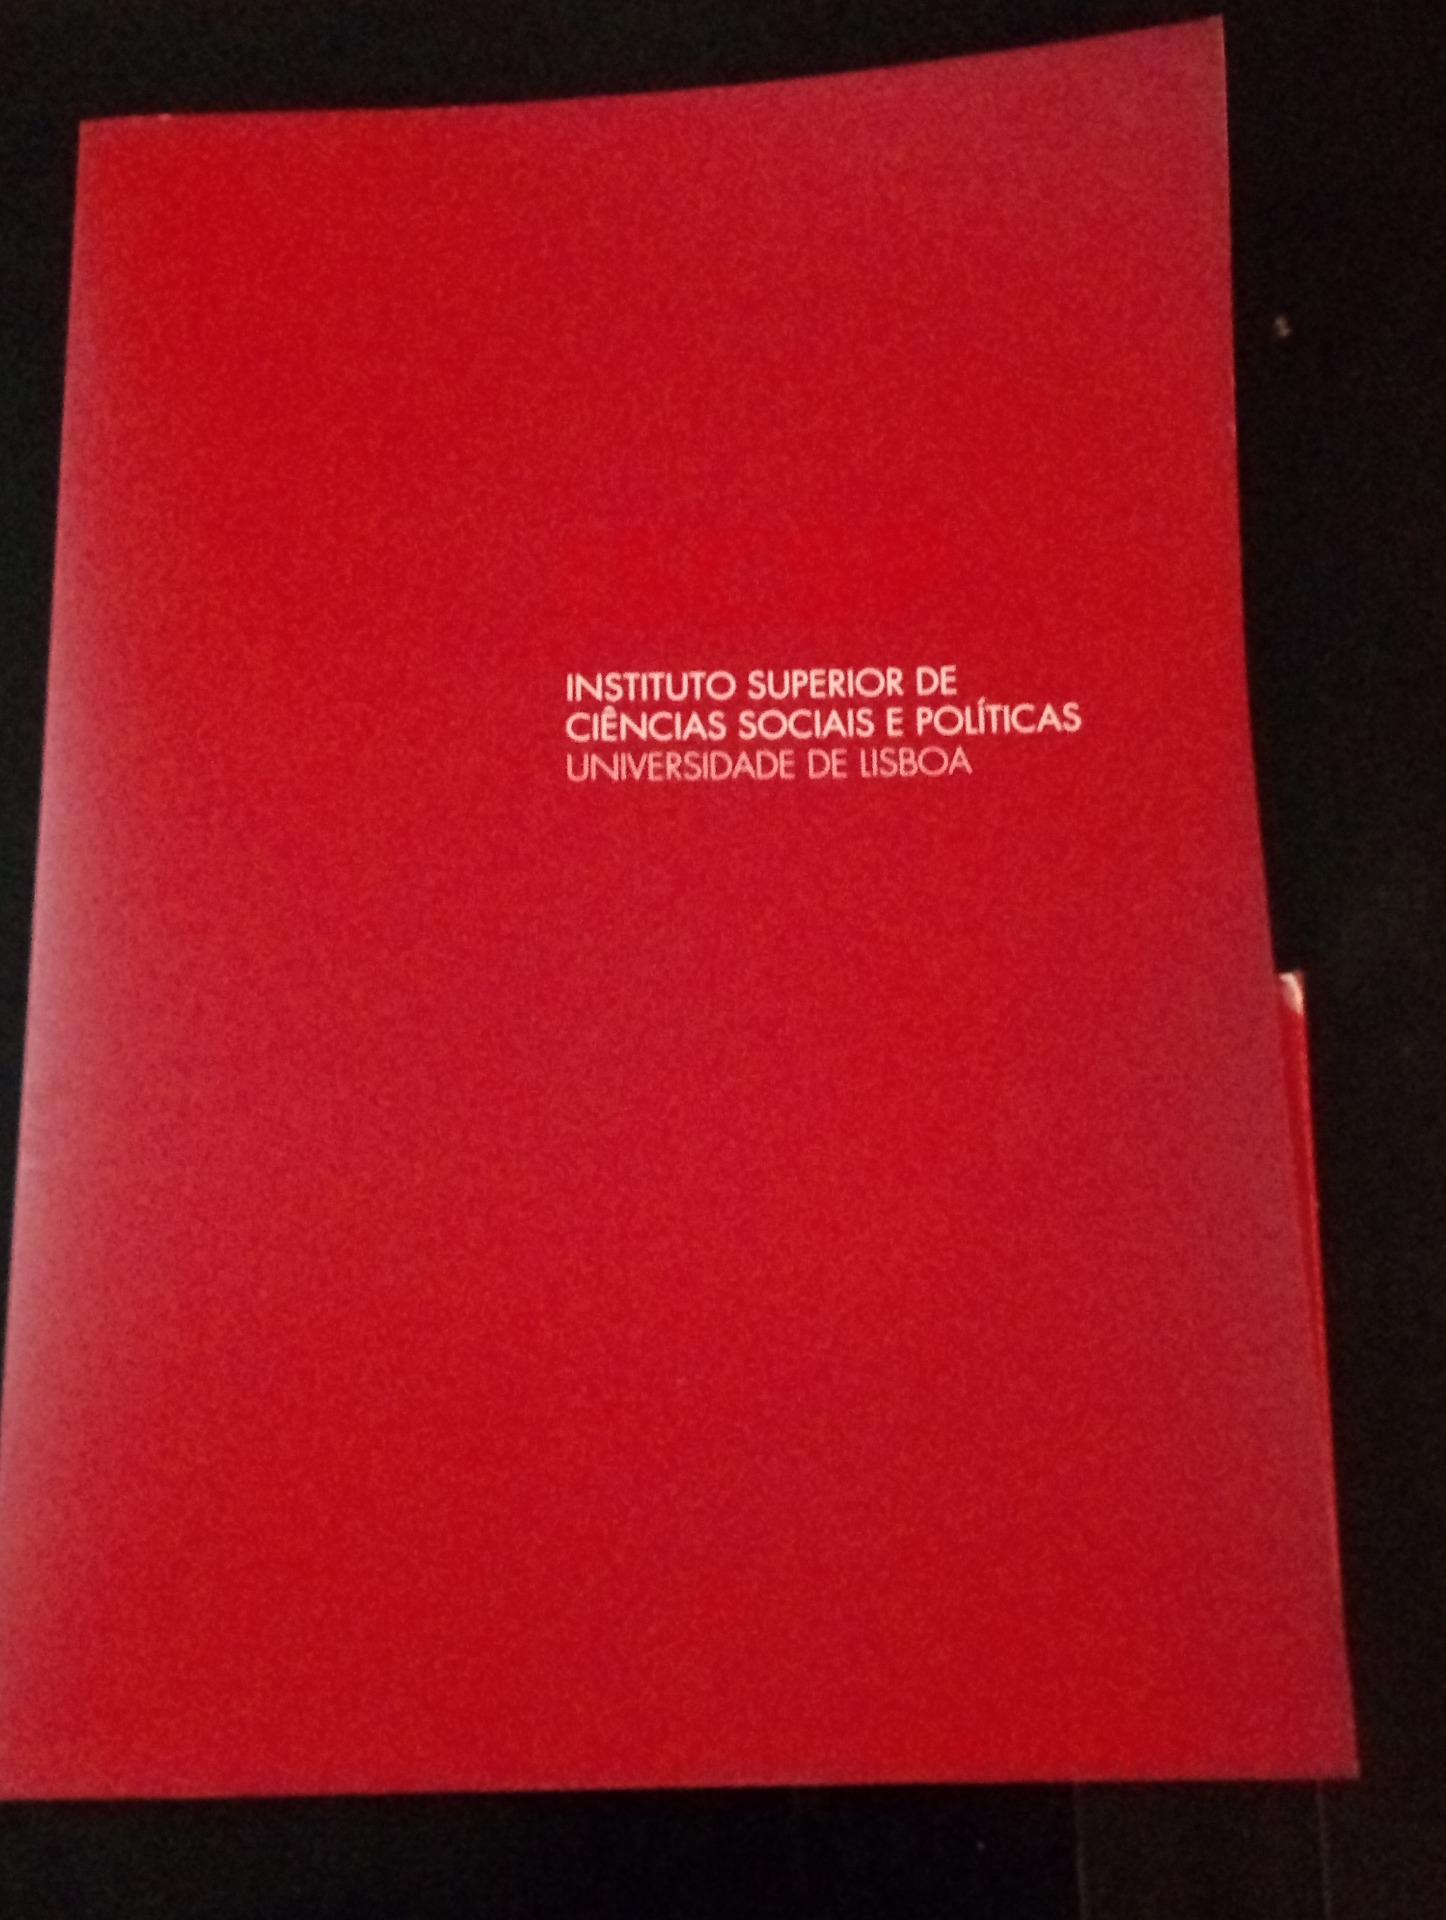 INSTITUTO SUPERIOR DE
CIÊNCIAS SOCIAIS E POLÍTICAS
UNIVERSIDADE DE LISBOA